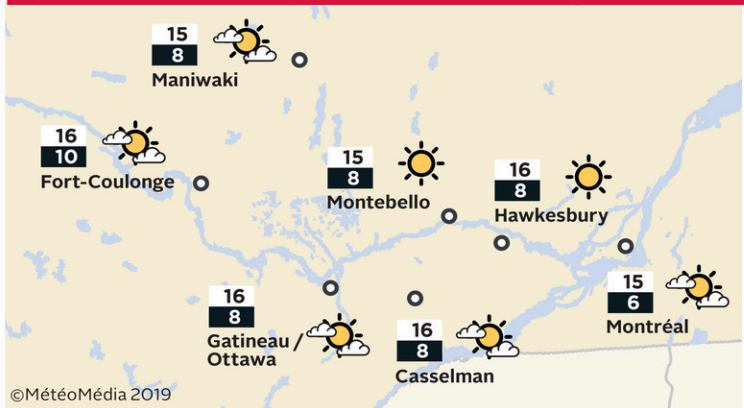 15
8
Maniwaki
16
10
Fort-Coulonge
15
8
Montebello
16
8
Hawkesbury
16
8
Gatineau /
Ottawa
16
8
Casselman
15
6
Montréal
©MétéoMédia 2019